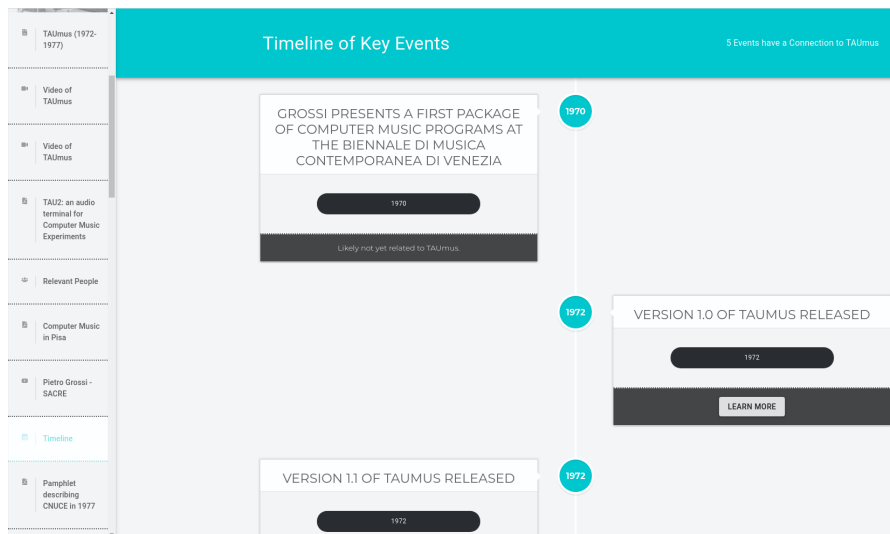 TAUmus (1972-
1977)
Video of
TAUmus
Video of
TAUmus
TAU2: an audio
terminal for
Computer Music
Experiments
Relevant People
Computer Music
in Pisa
Pietro Grossi -
SACRE
Timeline
Pamphlet
describing
CNUCE in 1977
Timeline of Key Events
5 Events have a Connection to TAUmus
GROSSI PRESENTS A FIRST PACKAGE
OF COMPUTER MUSIC PROGRAMS AT
THE BIENNALE DI MUSICA
CONTEMPORANEA DI VENEZIA
1970
Likely not yet related to TAUmus.
1970
1972
VERSION 1.0 OF TAUMUS RELEASED
1972
LEARN MORE
VERSION 1.1 OF TAUMUS RELEASED
1972
1972